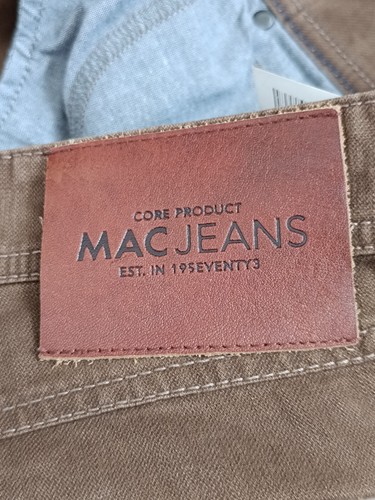 CORE PRODUCT
MAC JEANS
EST. IN 19SEVENTY3